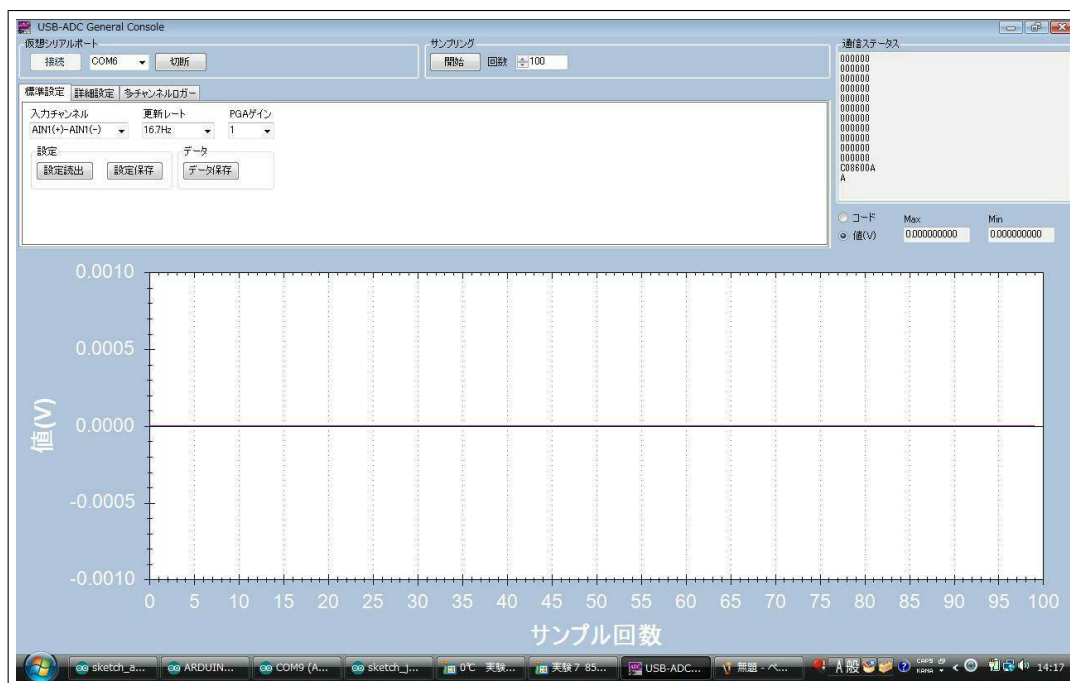 USB-ADC General Console
仮想シリアルポート
接続 COM6 切断
サンプリング
開始 回数 100
通信ステータス
000000
000000
000000
000000
000000
000000
000000
000000
000000
000000
000000
C08600A
A
標準設定 詳細設定 多チャンネルロガー
入力チャンネル 更新レート PGAゲイン
AIN1(+)-AIN1(-) 16.7Hz 1
設定 データ
設定読出 設定保存 データ保存
コード Max Min
値(V) 0.000000000 0.000000000
0.0010
0.0005
0.0000
-0.0005
-0.0010
値(V)
0 5 10 15 20 25 30 35 40 45 50 55 60 65 70 75 80 85 90 95 100
サンプル回数
sketch_a... ARDUIN... COM9 (A... sketch_j... 0℃ 実験... 実験7 85... USB-ADC... 無題 - ペ... A 般 CAPS KANA 14:17